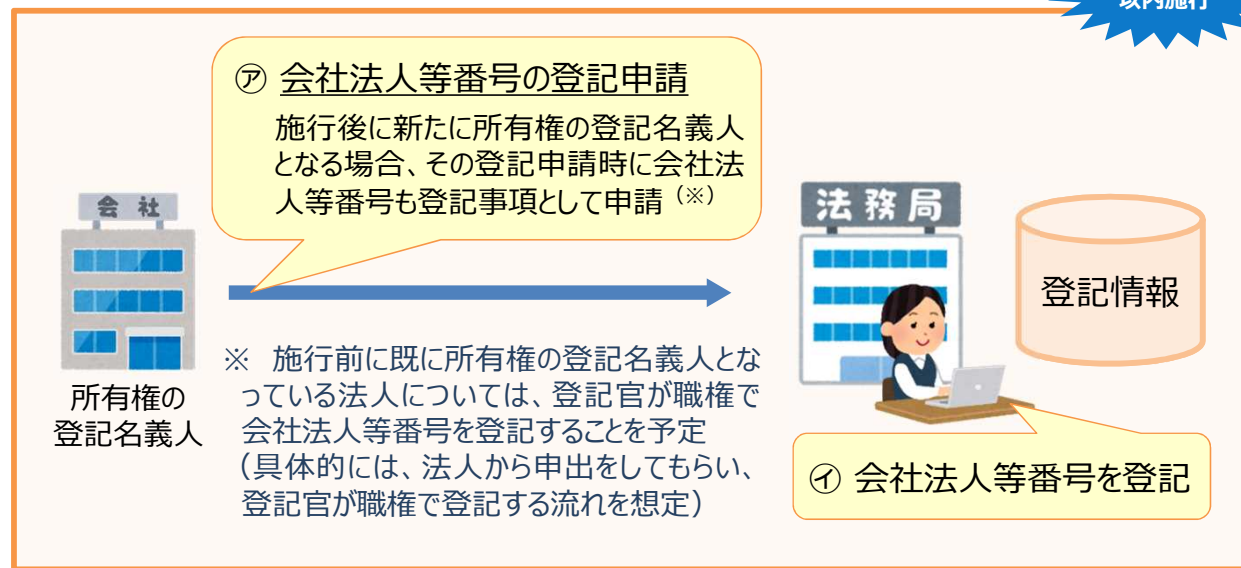 以内施行
㋐ 会社法人等番号の登記申請
施行後に新たに所有権の登記名義人
となる場合、その登記申請時に会社法
人等番号も登記事項として申請（※）
会社
所有権の
登記名義人
※ 施行前に既に所有権の登記名義人とな
っている法人については、登記官が職権で
会社法人等番号を登記することを予定
（具体的には、法人から申出をしてもらい、
登記官が職権で登記する流れを想定）
法務局
登記情報
㋑ 会社法人等番号を登記